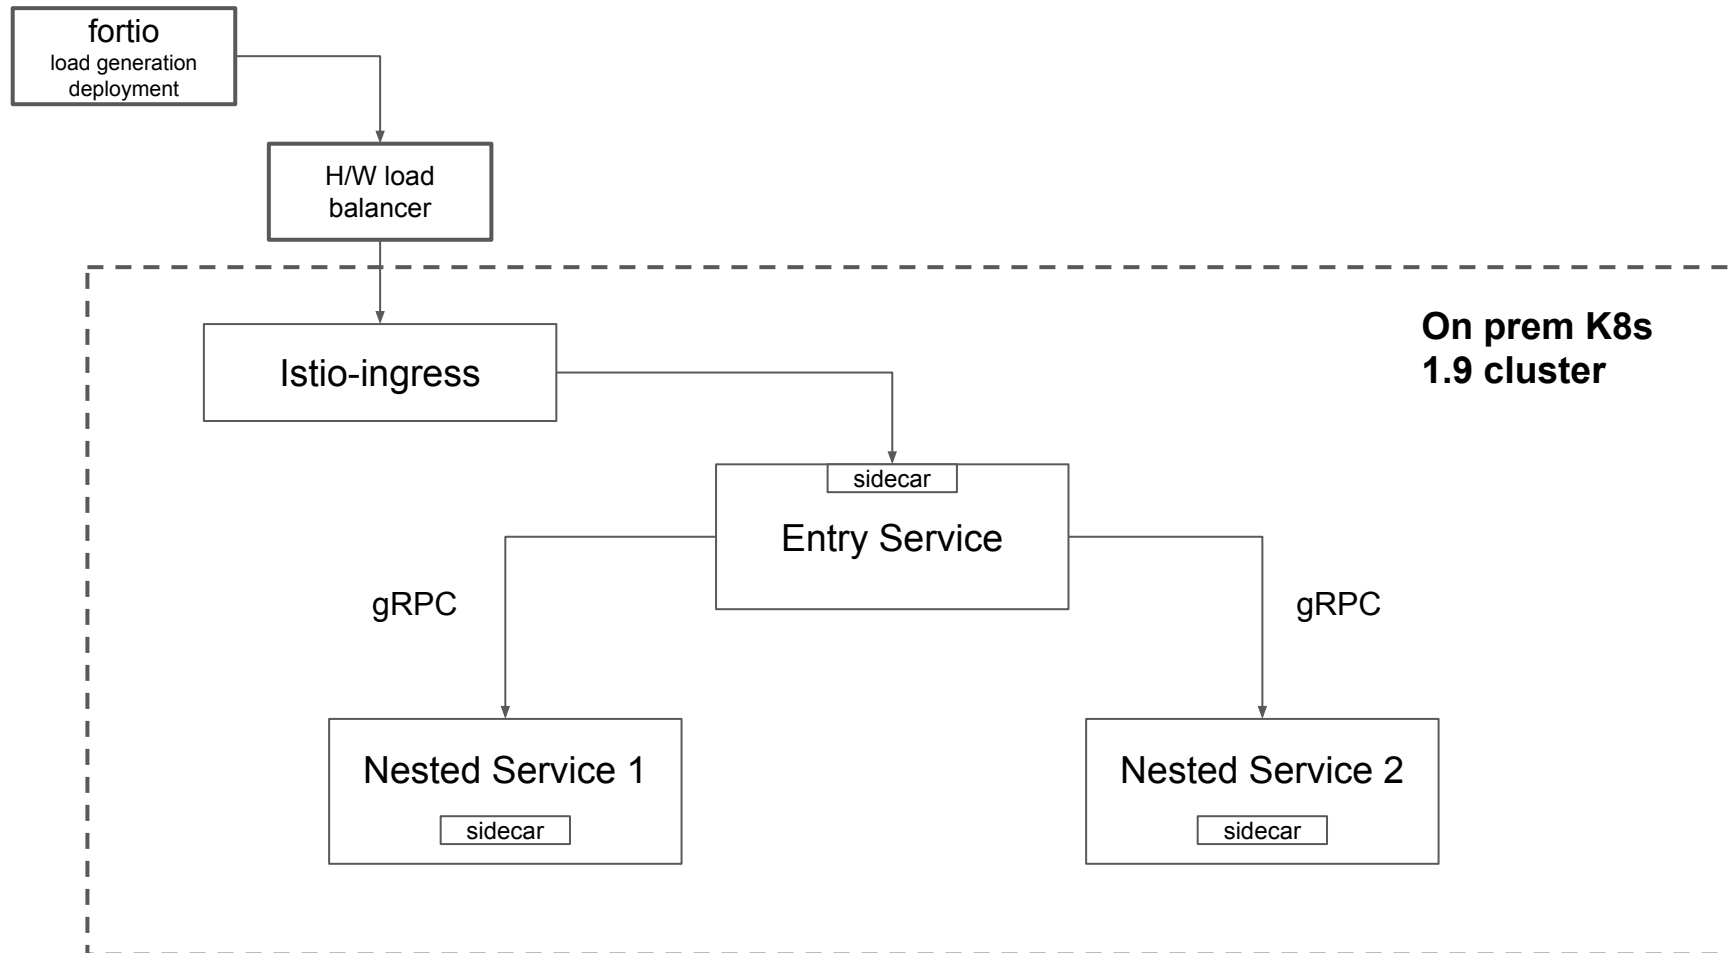 fortio
load generation
deployment
H/W load
balancer
On prem K8s
1.9 cluster
Istio-ingress
sidecar
Entry Service
gRPC
gRPC
Nested Service 1
sidecar
Nested Service 2
sidecar